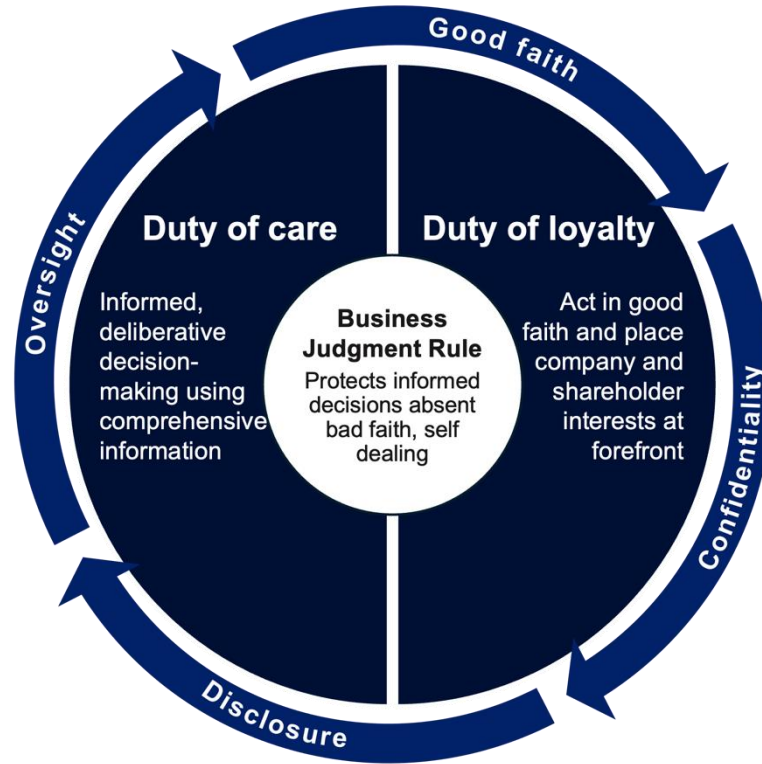 Good faith
Oversight
Duty of care
Informed,
deliberative
decision-
making using
comprehensive
information
Business
Judgment Rule
Protects informed
decisions absent
bad faith, self
dealing
Duty of loyalty
Act in good
faith and place
company and
shareholder
interests at
forefront
Confidentiality
Disclosure